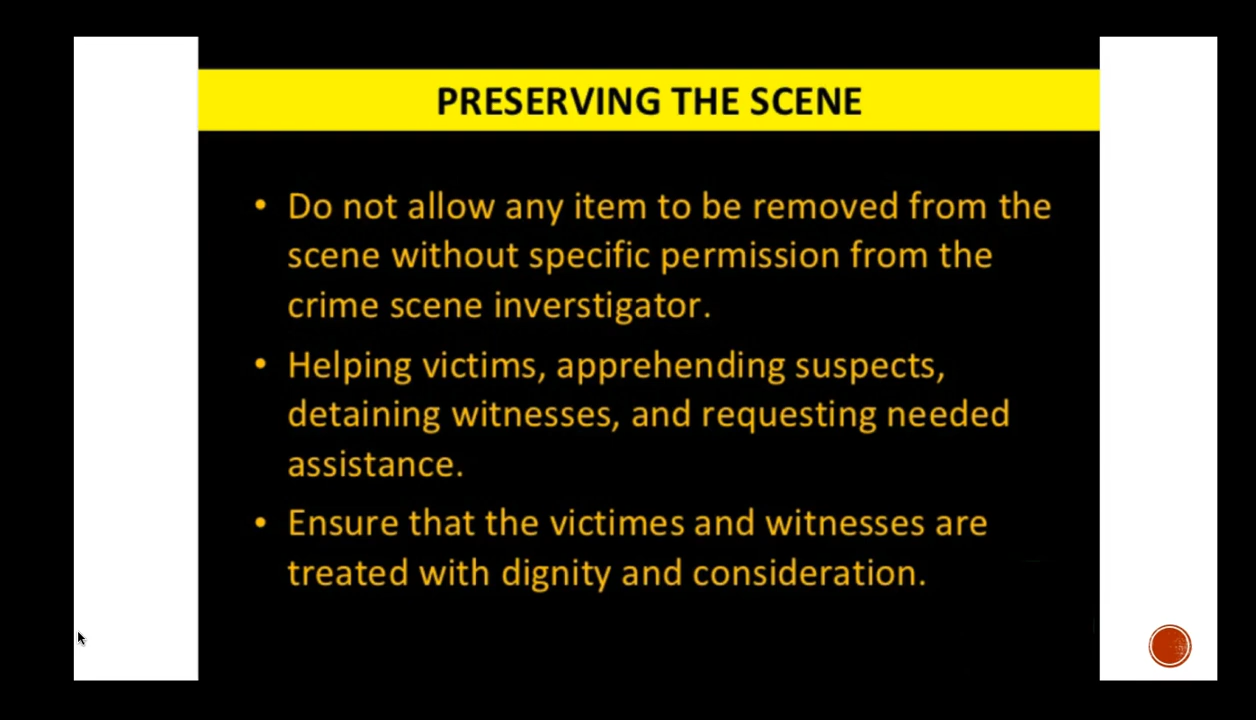 PRESERVING THE SCENE
• Do not allow any item to be removed from the
scene without specific permission from the
crime scene inverstigator.
• Helping victims, apprehending suspects,
detaining witnesses, and requesting needed
assistance.
• Ensure that the victimes and witnesses are
treated with dignity and consideration.